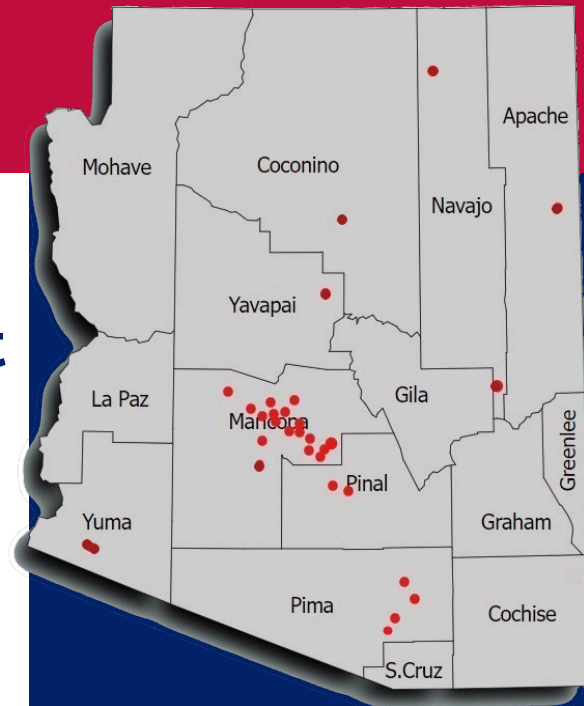 Apache
Mohave
Coconino
Navajo
Yavapai
t
La Paz
Gila
Maricopa
Greenlee
Pinal
Yuma
Graham
Pima
Cochise
S.Cruz